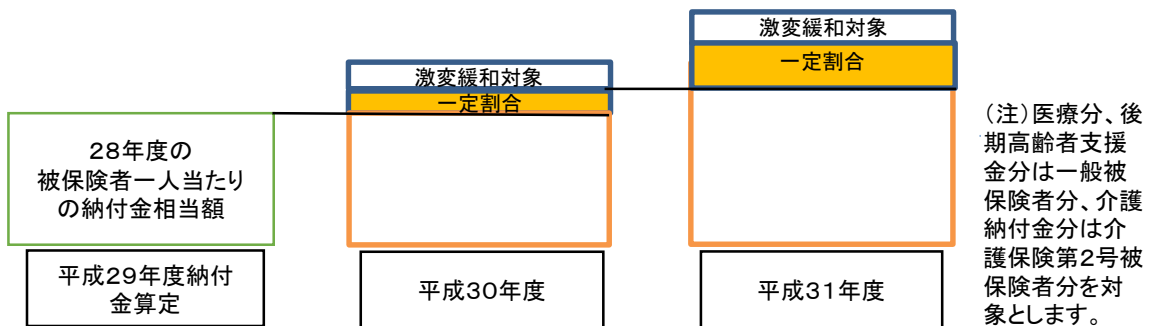 激変緩和対象
一定割合
激変緩和対象
一定割合
28年度の
被保険者一人当たり
の納付金相当額
平成29年度納付
金算定
平成30年度
平成31年度
(注)医療分、後
期高齢者支援
金分は一般被
保険者分、介護
納付金分は介
護保険第2号被
保険者分を対
象とします。